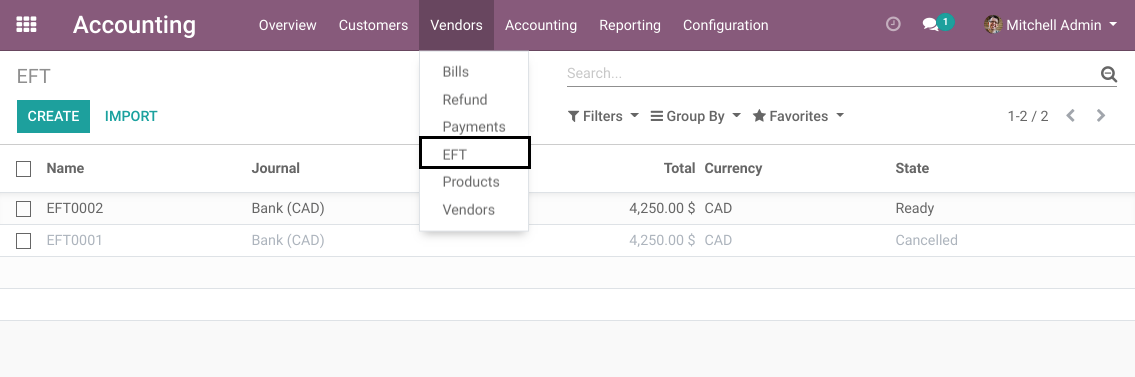 Accounting Overview Customers Vendors Accounting Reporting Configuration 1 Mitchell Admin
EFT
Search...
CREATE IMPORT
Filters Group By Favorites 1-2 / 2
Bills
Refund
Payments
EFT
Products
Vendors
Name Journal Total Currency State
EFT0002 Bank (CAD) 4,250.00 $ CAD Ready
EFT0001 Bank (CAD) 4,250.00 $ CAD Cancelled